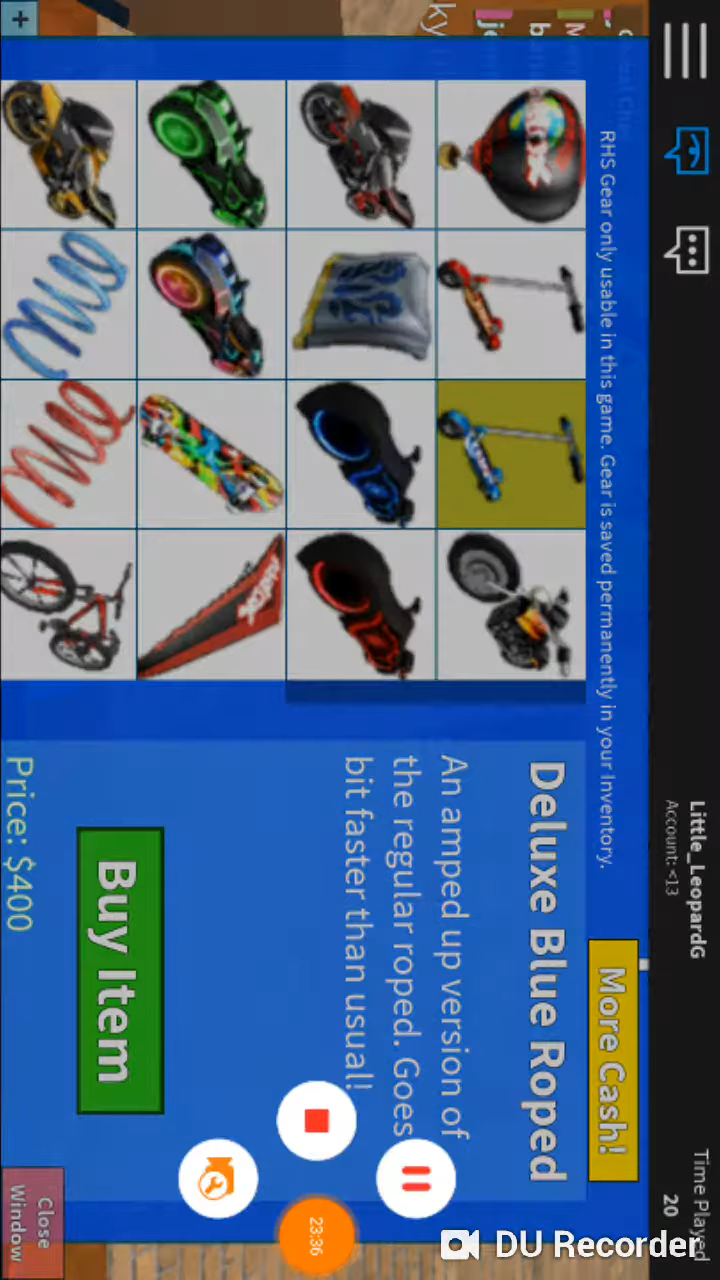 Little_LeopardG
Account: <13
Time Played
20
RHS Gear only usable in this game. Gear is saved permanently in your Inventory.
More Cash!
Deluxe Blue Roped
An amped up version of
the regular roped. Goes
bit faster than usual!
Buy Item
Price: $400
Close
Window
23:36
DU Recorder
+